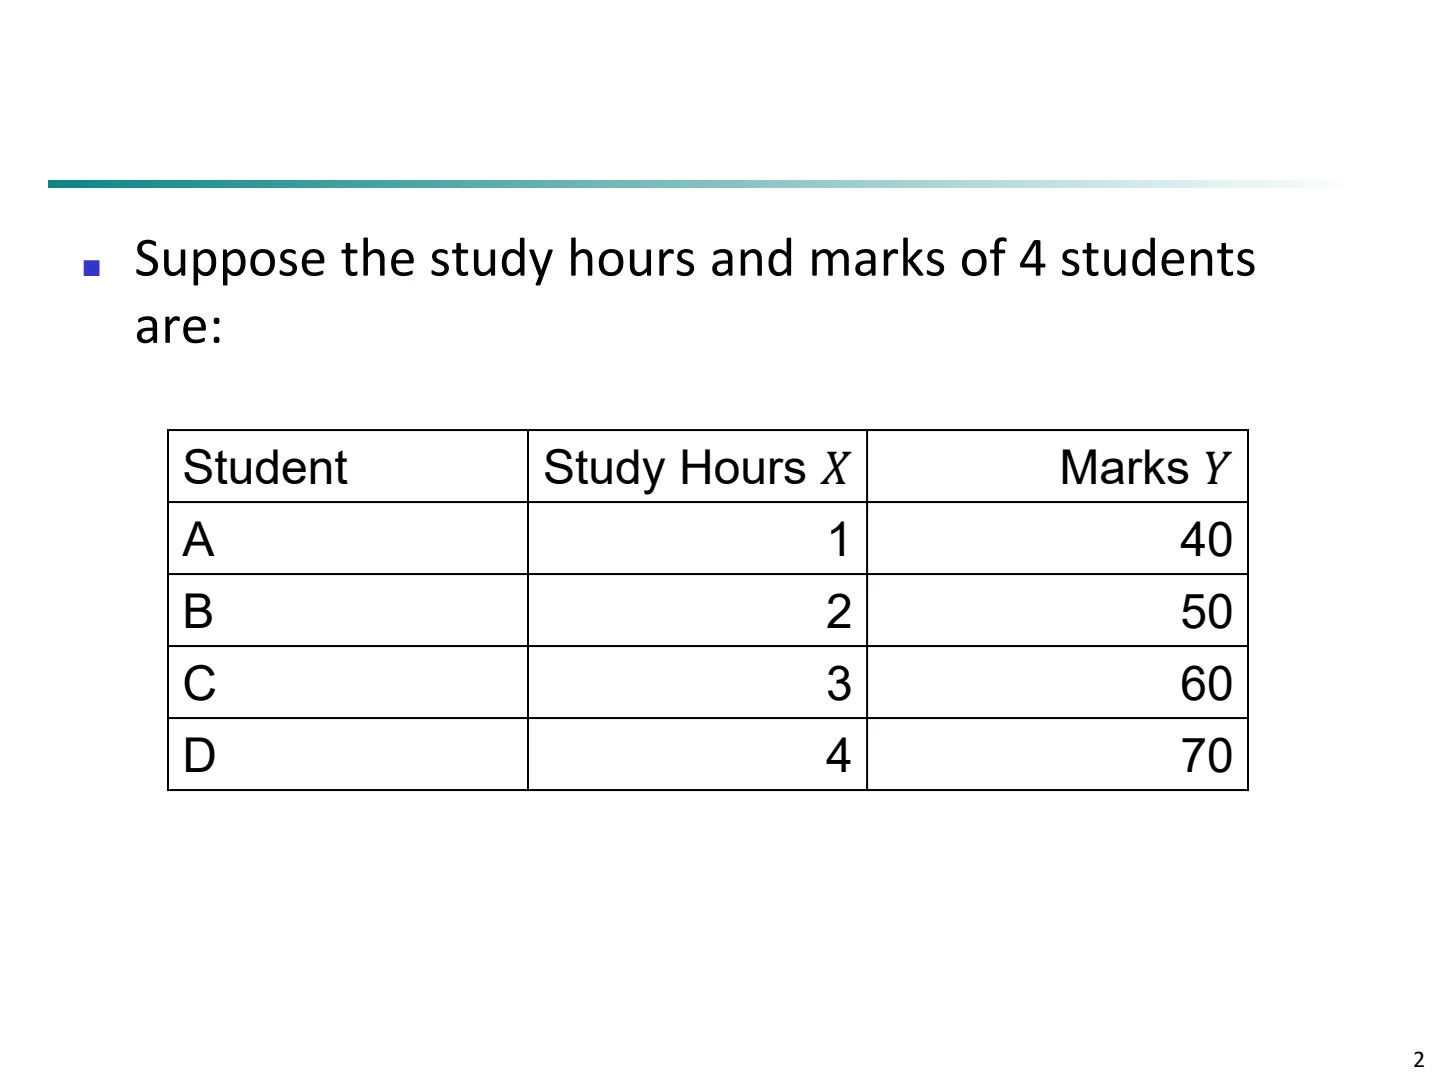 Suppose the study hours and marks of 4 students
are:
Student Study Hours X Marks Y
A 1 40
B 2 50
C 3 60
D 4 70
2